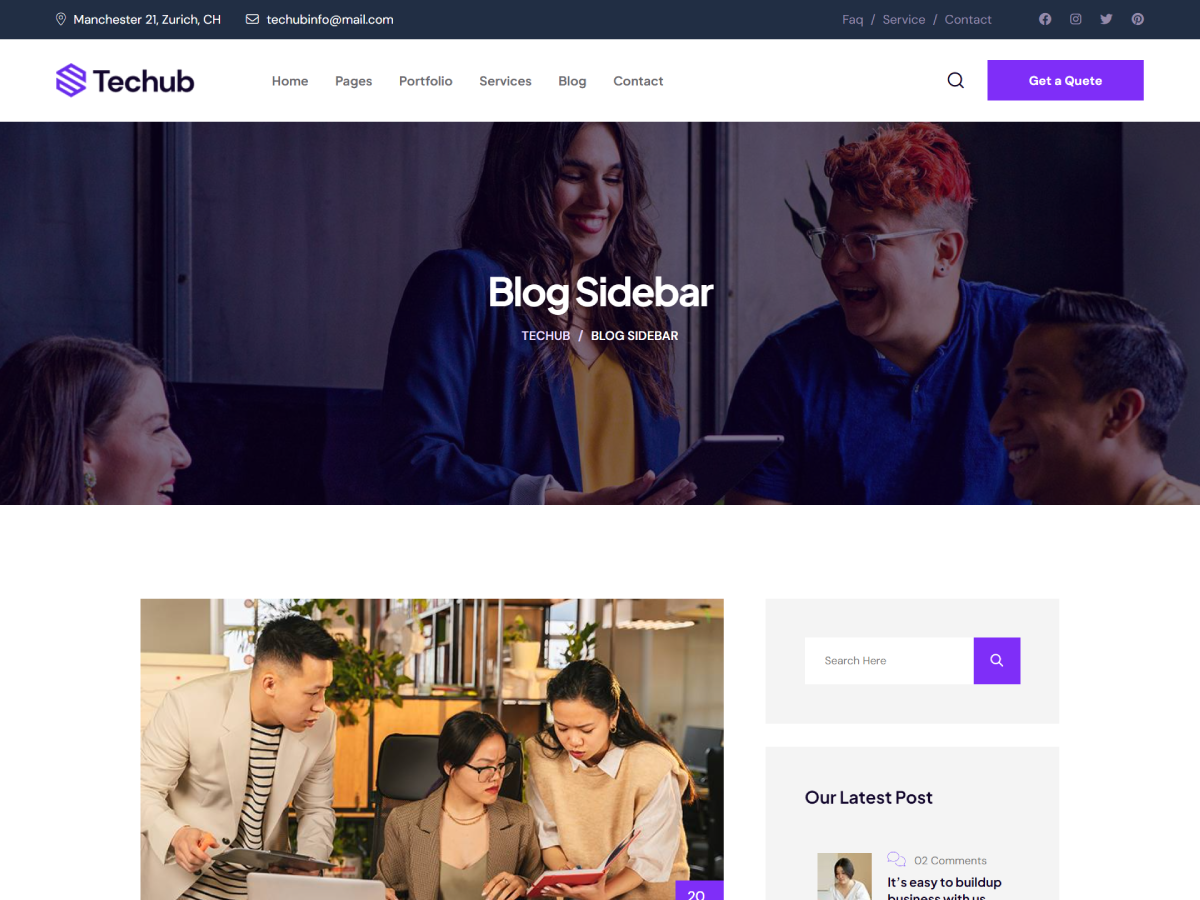 Manchester 21, Zurich, CH
techubinfo@mail.com
Faq / Service / Contact
Techub
Home
Pages
Portfolio
Services
Blog
Contact
Get a Quete
Blog Sidebar
TECHUB / BLOG SIDEBAR
Search Here
Our Latest Post
02 Comments
It's easy to buildup
business with us
20